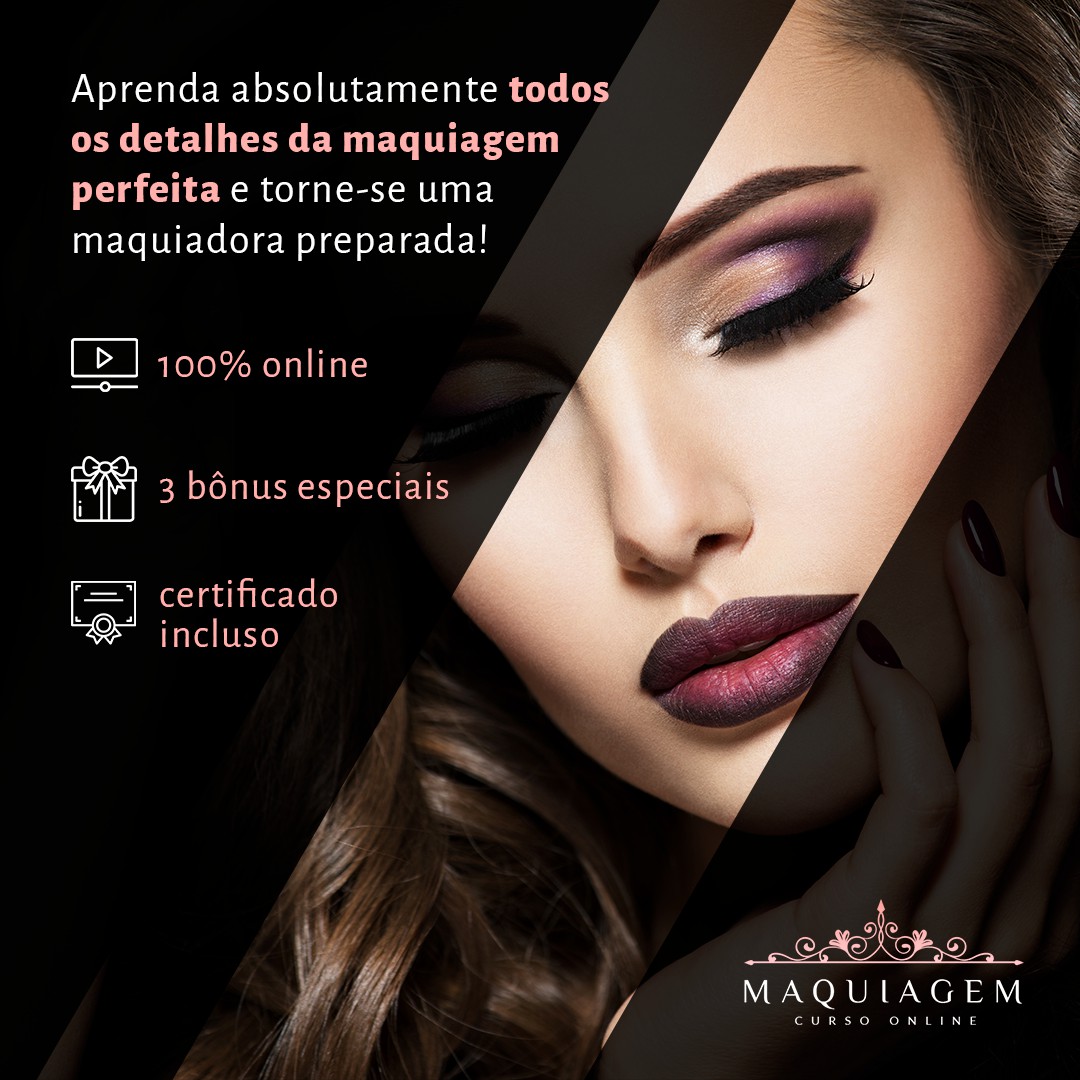 Aprenda absolutamente todos
os detalhes da maquiagem
perfeita e torne-se uma
maquiadora preparada!
100% online
3 bônus especiais
certificado
incluso
MAQUIAGEM
CURSO ONLINE